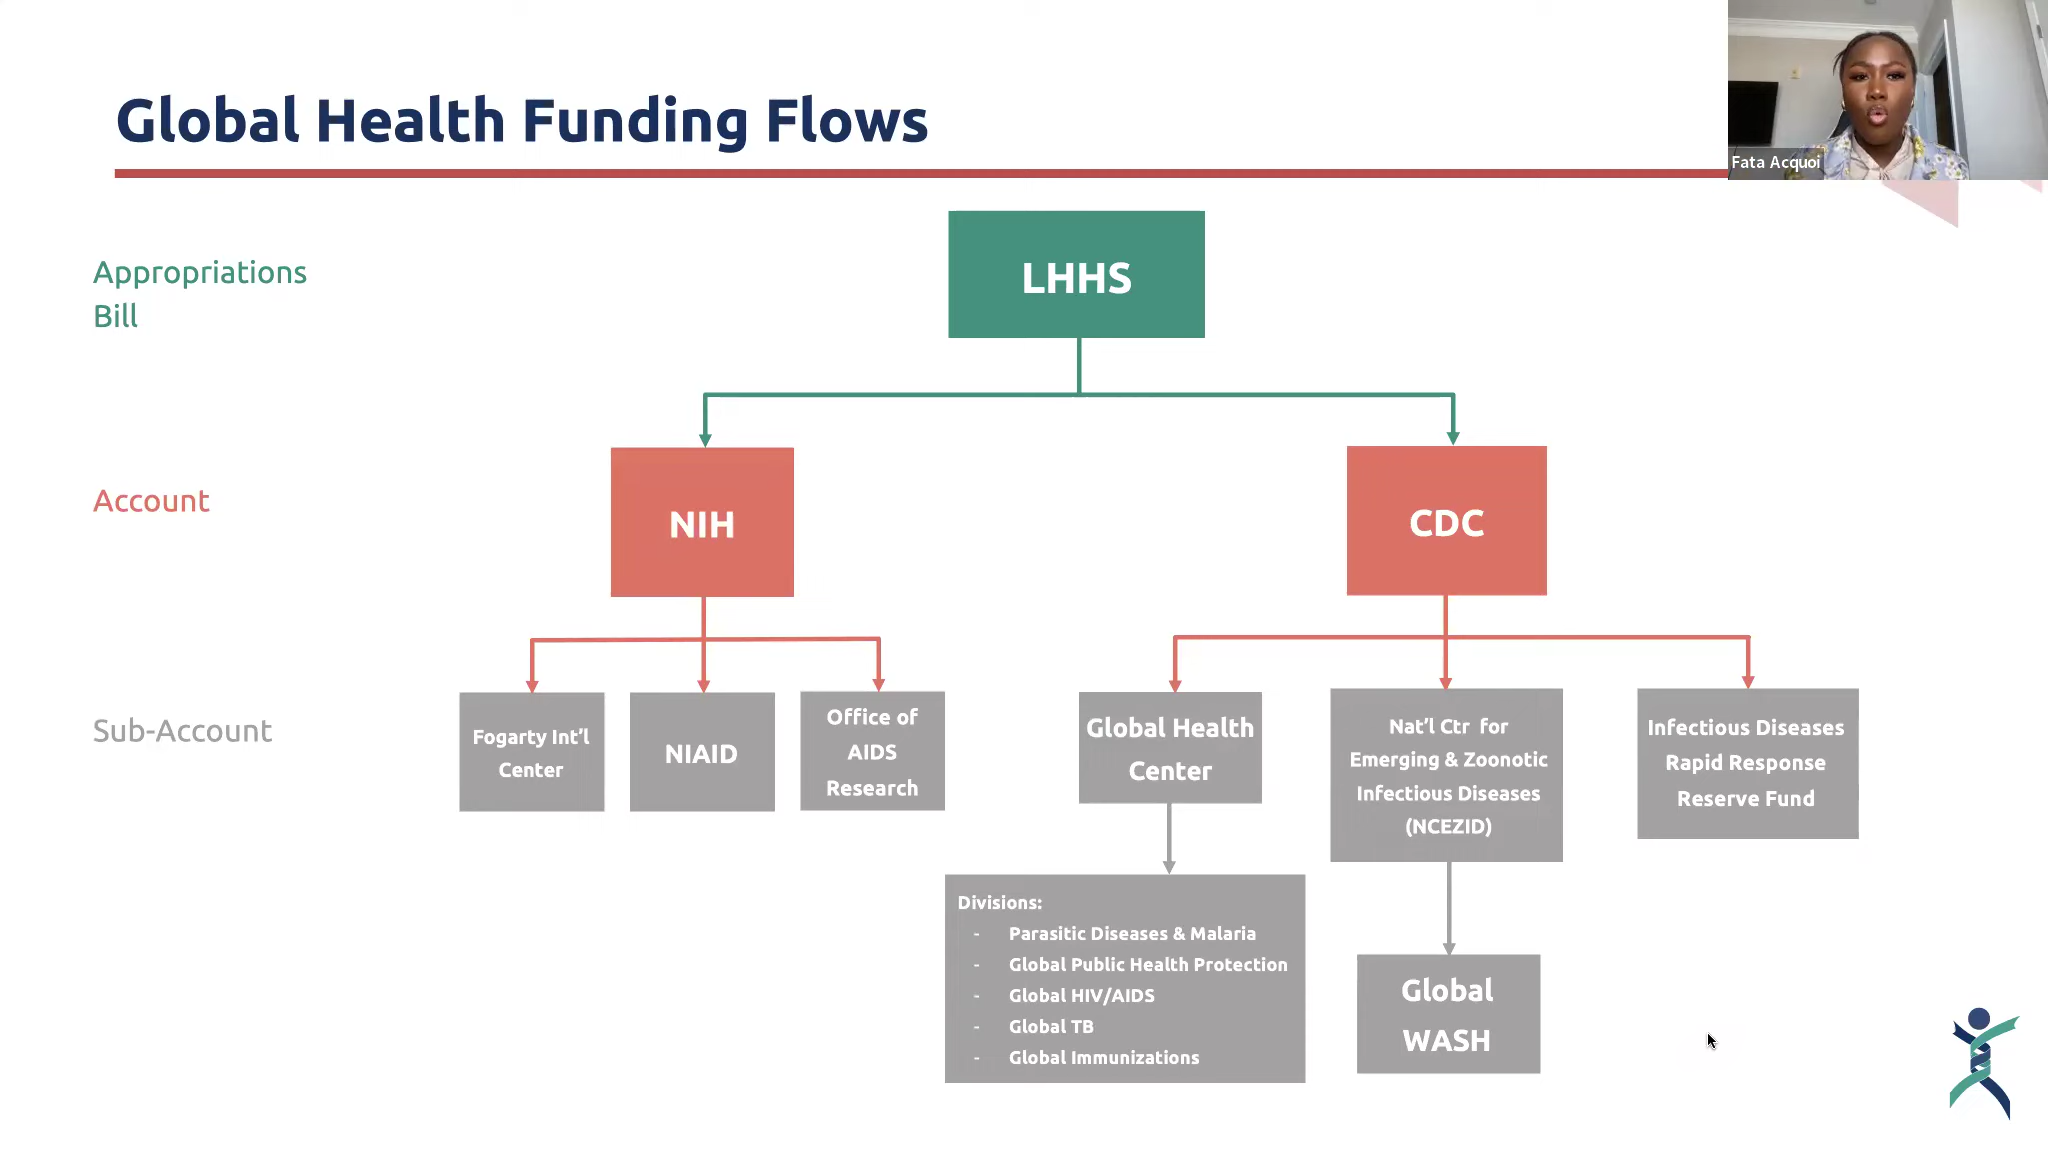 Global Health Funding Flows
Fata Acquoi
Appropriations
Bill
LHHS
Account
NIH
CDC
Sub-Account
Fogarty Int’l
Center
NIAID
Office of
AIDS
Research
Global Health
Center
Nat’l Ctr for
Emerging & Zoonotic
Infectious Diseases
(NCEZID)
Infectious Diseases
Rapid Response
Reserve Fund
Divisions:
- Parasitic Diseases & Malaria
- Global Public Health Protection
- Global HIV/AIDS
- Global TB
- Global Immunizations
Global
WASH